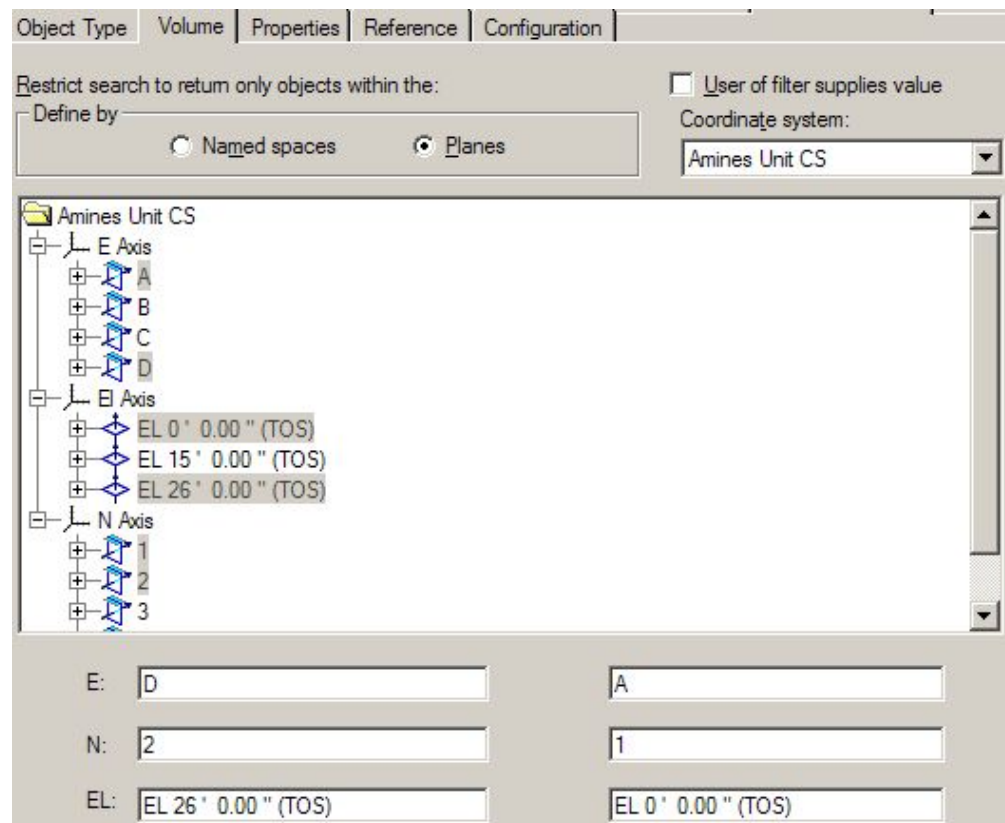 Object Type Volume Properties Reference Configuration
Restrict search to return only objects within the:
User of filter supplies value
Define by
Named spaces Planes
Coordinate system:
Amines Unit CS
Amines Unit CS
E Axis
A
B
C
D
El Axis
EL 0 ' 0.00 " (TOS)
EL 15 ' 0.00 " (TOS)
EL 26 ' 0.00 " (TOS)
N Axis
1
2
3
E: D A
N: 2 1
EL: EL 26 ' 0.00 " (TOS) EL 0 ' 0.00 " (TOS)